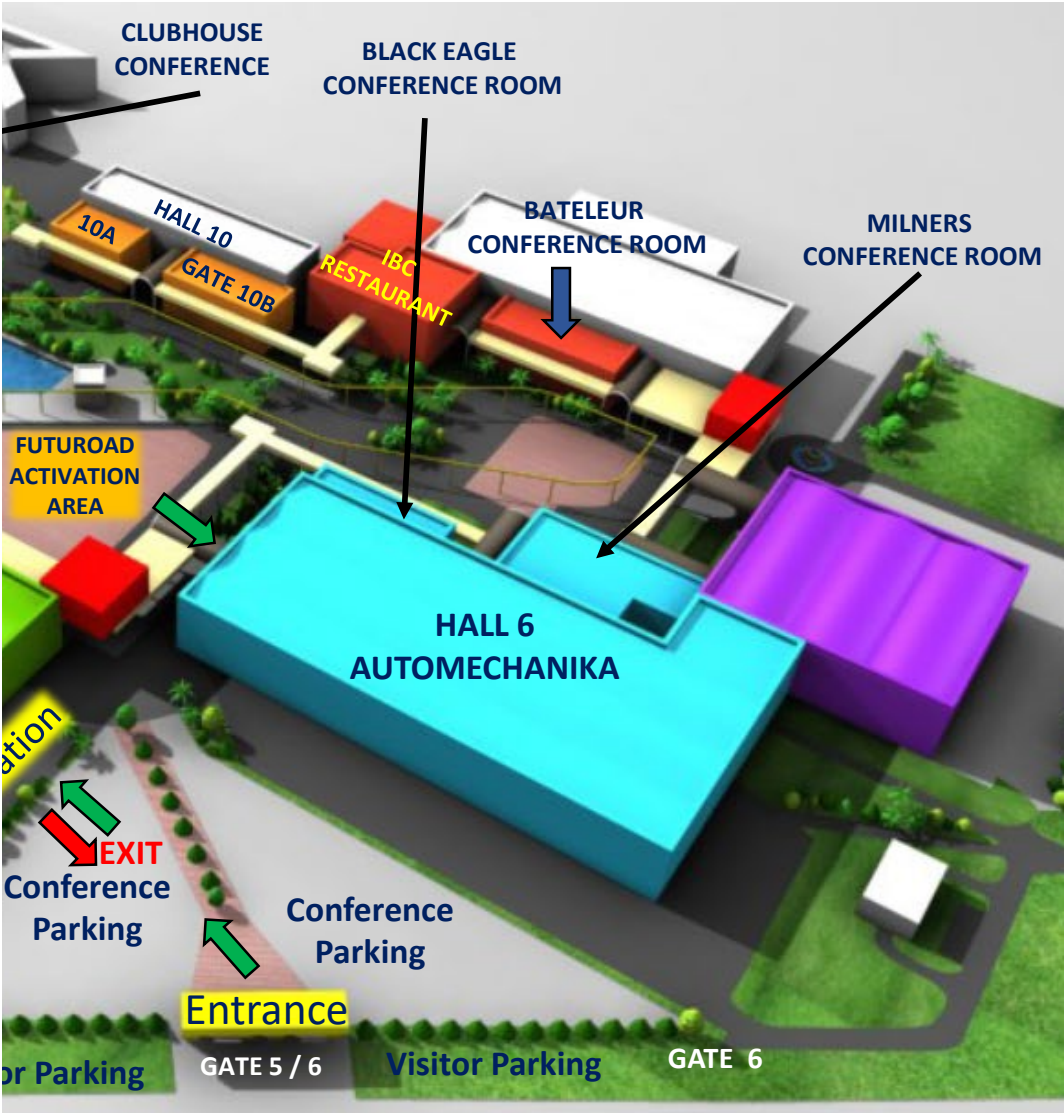 CLUBHOUSE
CONFERENCE
BLACK EAGLE
CONFERENCE ROOM
BATELEUR
CONFERENCE ROOM
MILNERS
CONFERENCE ROOM
10A
HALL 10
GATE 10B
IBC
RESTAURANT
FUTUROAD
ACTIVATION
AREA
HALL 6
AUTOMECHANIKA
ation
EXIT
Conference
Parking
Conference
Parking
Entrance
or Parking
GATE 5 / 6
Visitor Parking
GATE 6